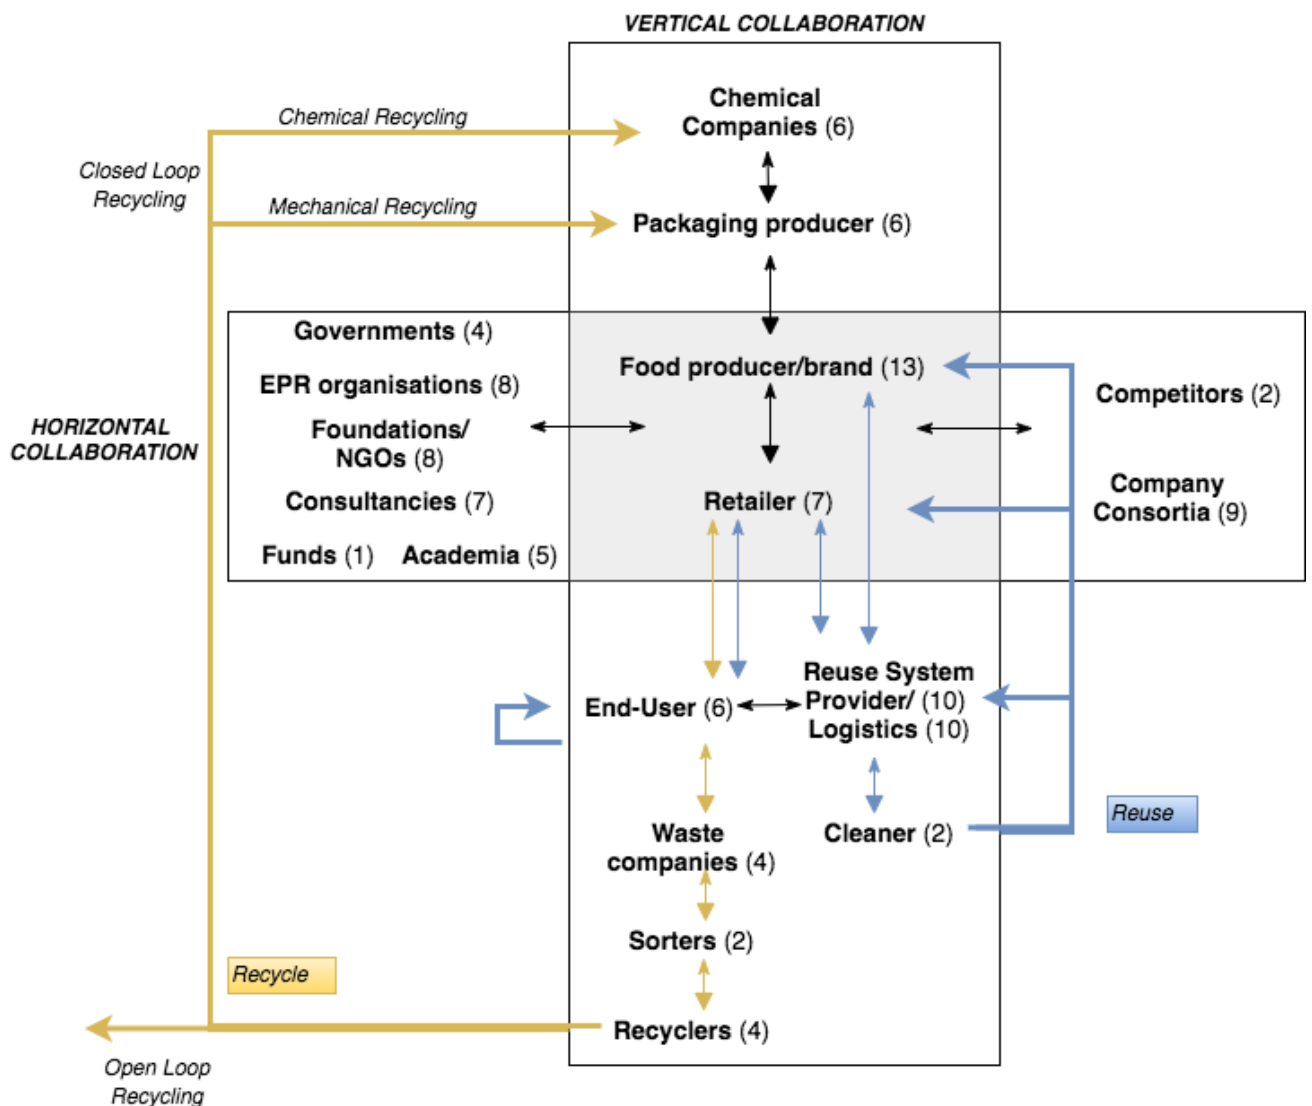 VERTICAL COLLABORATION
Chemical
Companies (6)
Chemical Recycling
Closed Loop
Recycling
Mechanical Recycling
Packaging producer (6)
Governments (4)
EPR organisations (8)
Foundations/
NGOs (8)
Consultancies (7)
Funds (1) Academia (5)
HORIZONTAL
COLLABORATION
Food producer/brand (13)
Retailer (7)
Competitors (2)
Company
Consortia (9)
End-User (6)
Reuse System
Provider/ (10)
Logistics (10)
Waste
companies (4)
Cleaner (2)
Reuse
Sorters (2)
Recycle
Recyclers (4)
Open Loop
Recycling